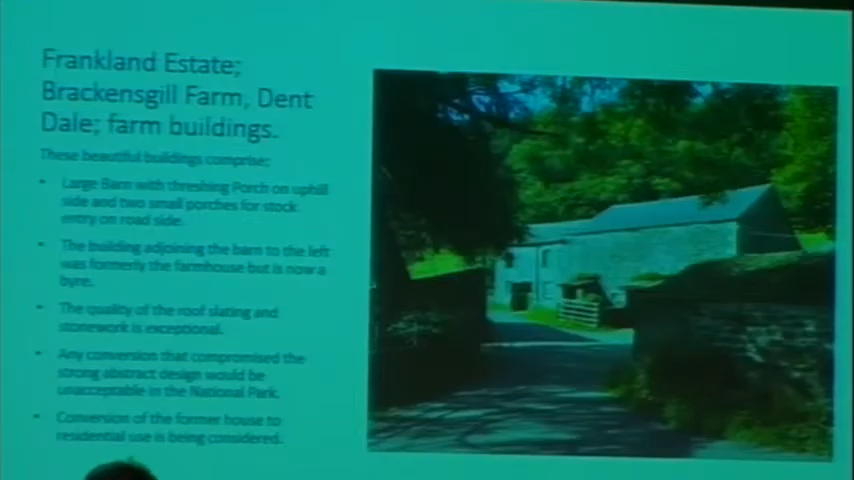 Frankland Estate;
Brackensgill Farm, Dent
Dale; farm buildings.
These beautiful buildings comprise;
• Large Barn with threshing Porch on uphill
side and two small porches for stock
entry on road side.
• The building adjoining the barn to the left
was formerly the farmhouse but is now a
byre.
• The quality of the roof slating and
stonework is exceptional.
• Any conversion that compromised the
strong abstract design would be
unacceptable in the National Park.
• Conversion of the former house to
residential use is being considered.